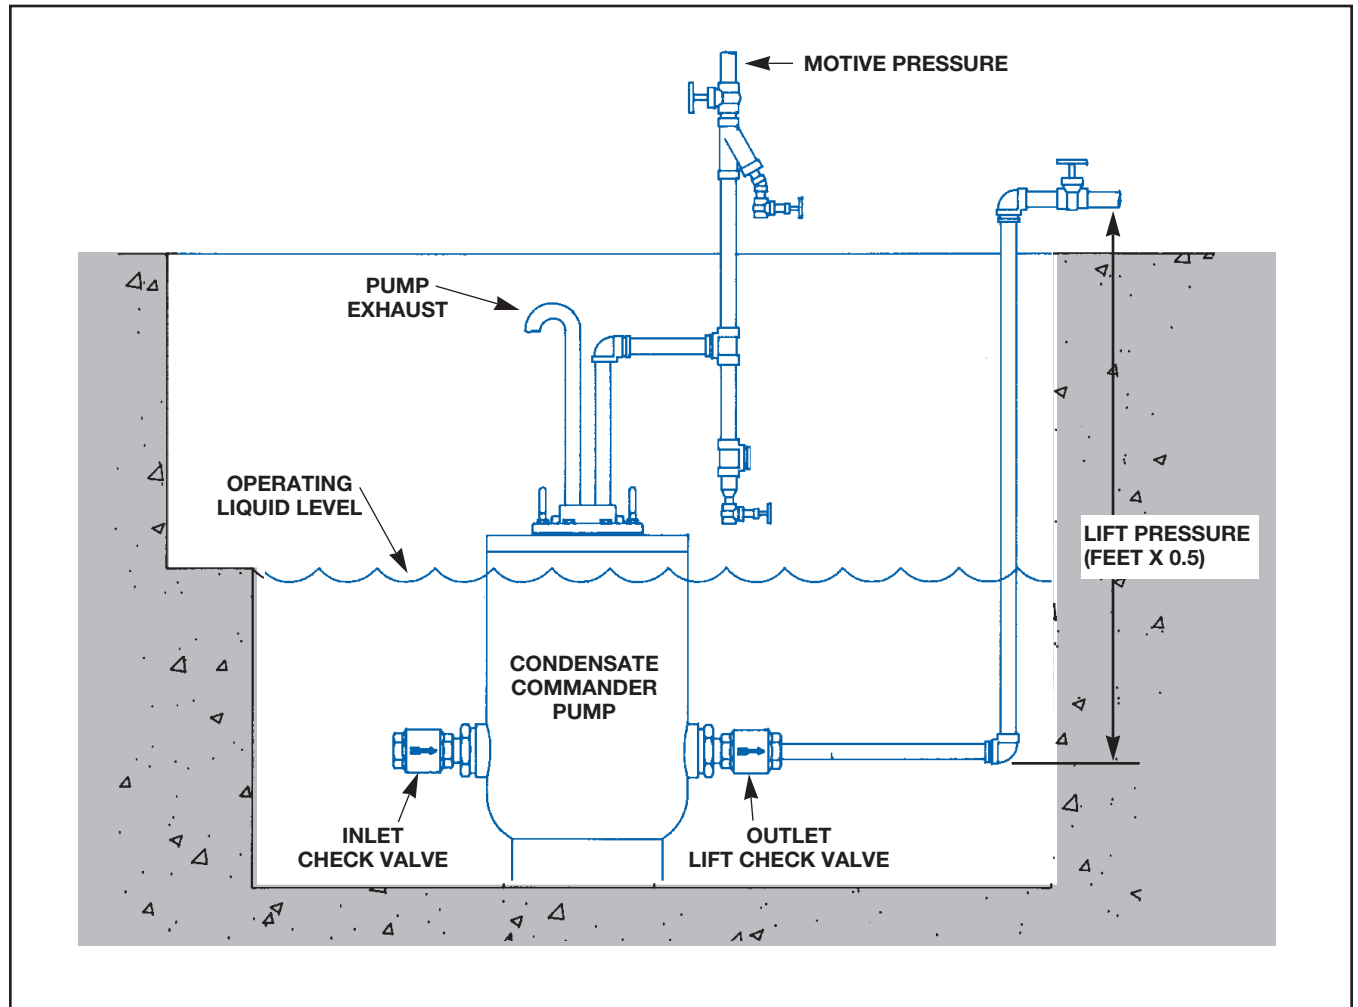 MOTIVE PRESSURE
PUMP
EXHAUST
OPERATING
LIQUID LEVEL
LIFT PRESSURE
(FEET X 0.5)
CONDENSATE
COMMANDER
PUMP
INLET
CHECK VALVE
OUTLET
LIFT CHECK VALVE